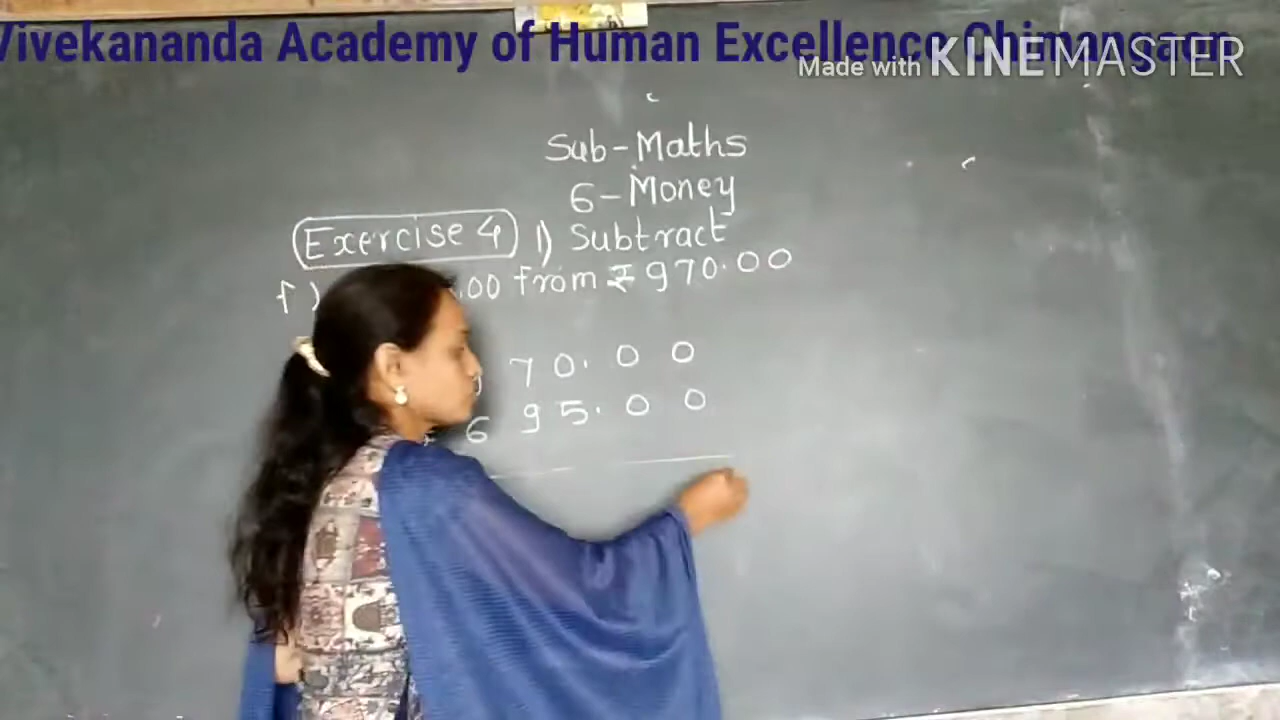 Vivekananda Academy of Human Excellence Ohimangaon
Made with KINEMASTER
Sub-Maths
6-Money
Exercise 4 1) Subtract
f) .00 from ₹970.00
70.00
695.00